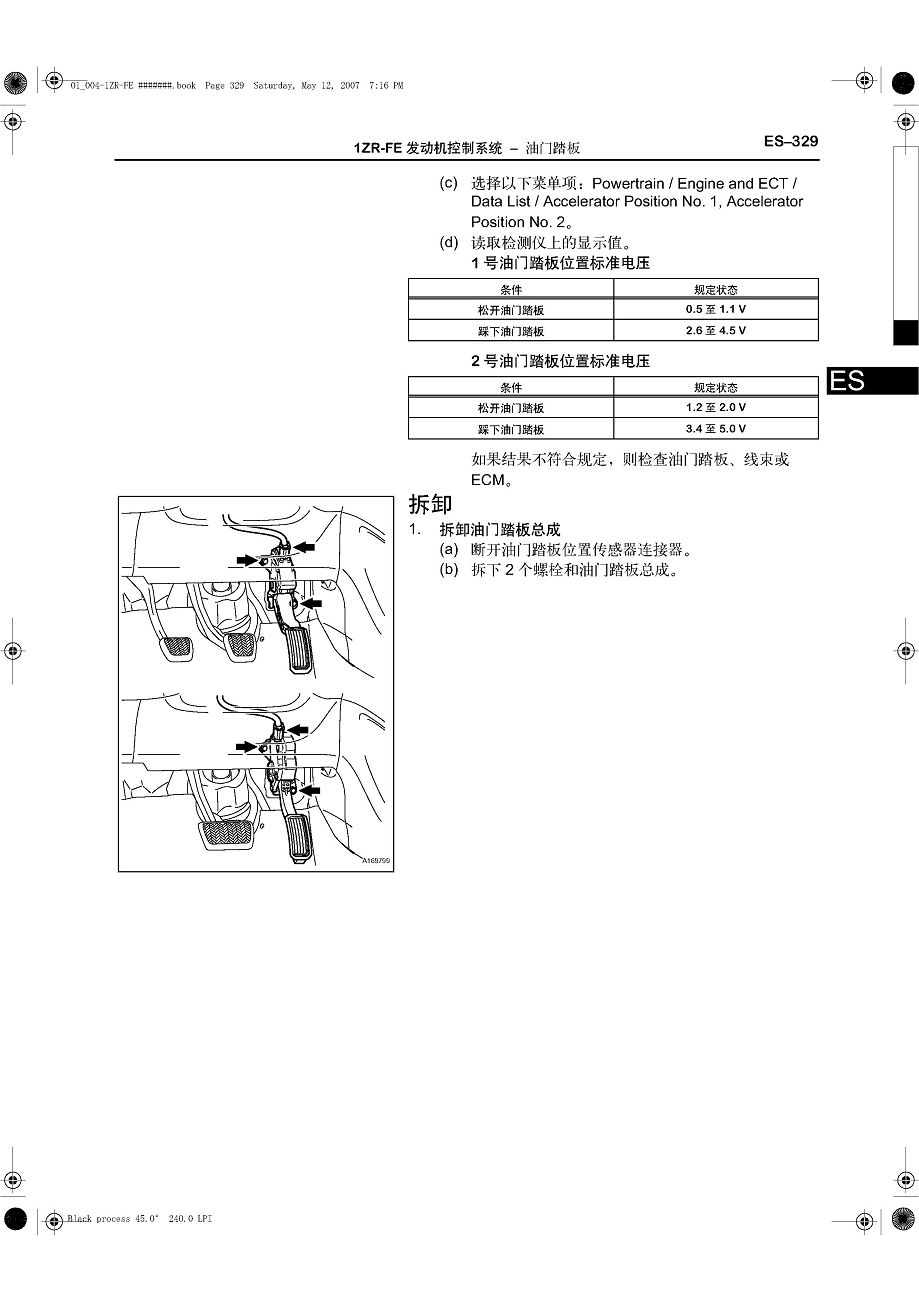 01_004-1ZR-FE #######.book Page 329 Saturday, May 12, 2007 7:16 PM
1ZR-FE 发动机控制系统 – 油门踏板
ES–329
(c) 选择以下菜单项：Powertrain / Engine and ECT /
Data List / Accelerator Position No. 1, Accelerator
Position No. 2。
(d) 读取检测仪上的显示值。
1 号油门踏板位置标准电压
条件 规定状态
松开油门踏板 0.5 至 1.1 V
踩下油门踏板 2.6 至 4.5 V
2 号油门踏板位置标准电压
条件 规定状态
松开油门踏板 1.2 至 2.0 V
踩下油门踏板 3.4 至 5.0 V
ES
如果结果不符合规定，则检查油门踏板、线束或
ECM。
拆卸
1. 拆卸油门踏板总成
(a) 断开油门踏板位置传感器连接器。
(b) 拆下 2 个螺栓和油门踏板总成。
A169799
Black process 45.0° 240.0 LPI